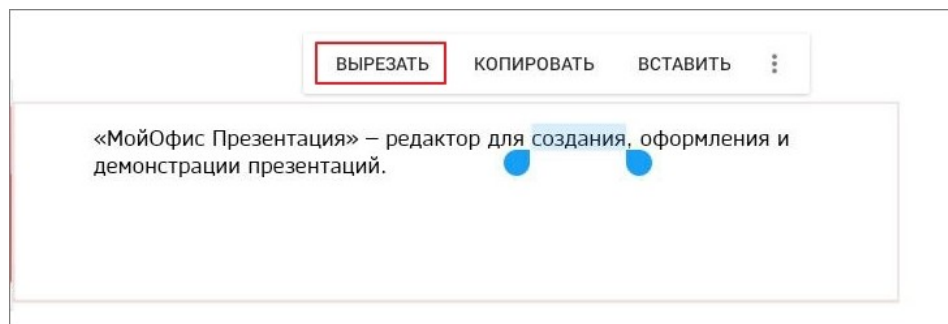 ВЫРЕЗАТЬ КОПИРОВАТЬ ВСТАВИТЬ
«МойОфис Презентация» – редактор для создания, оформления и
демонстрации презентаций.